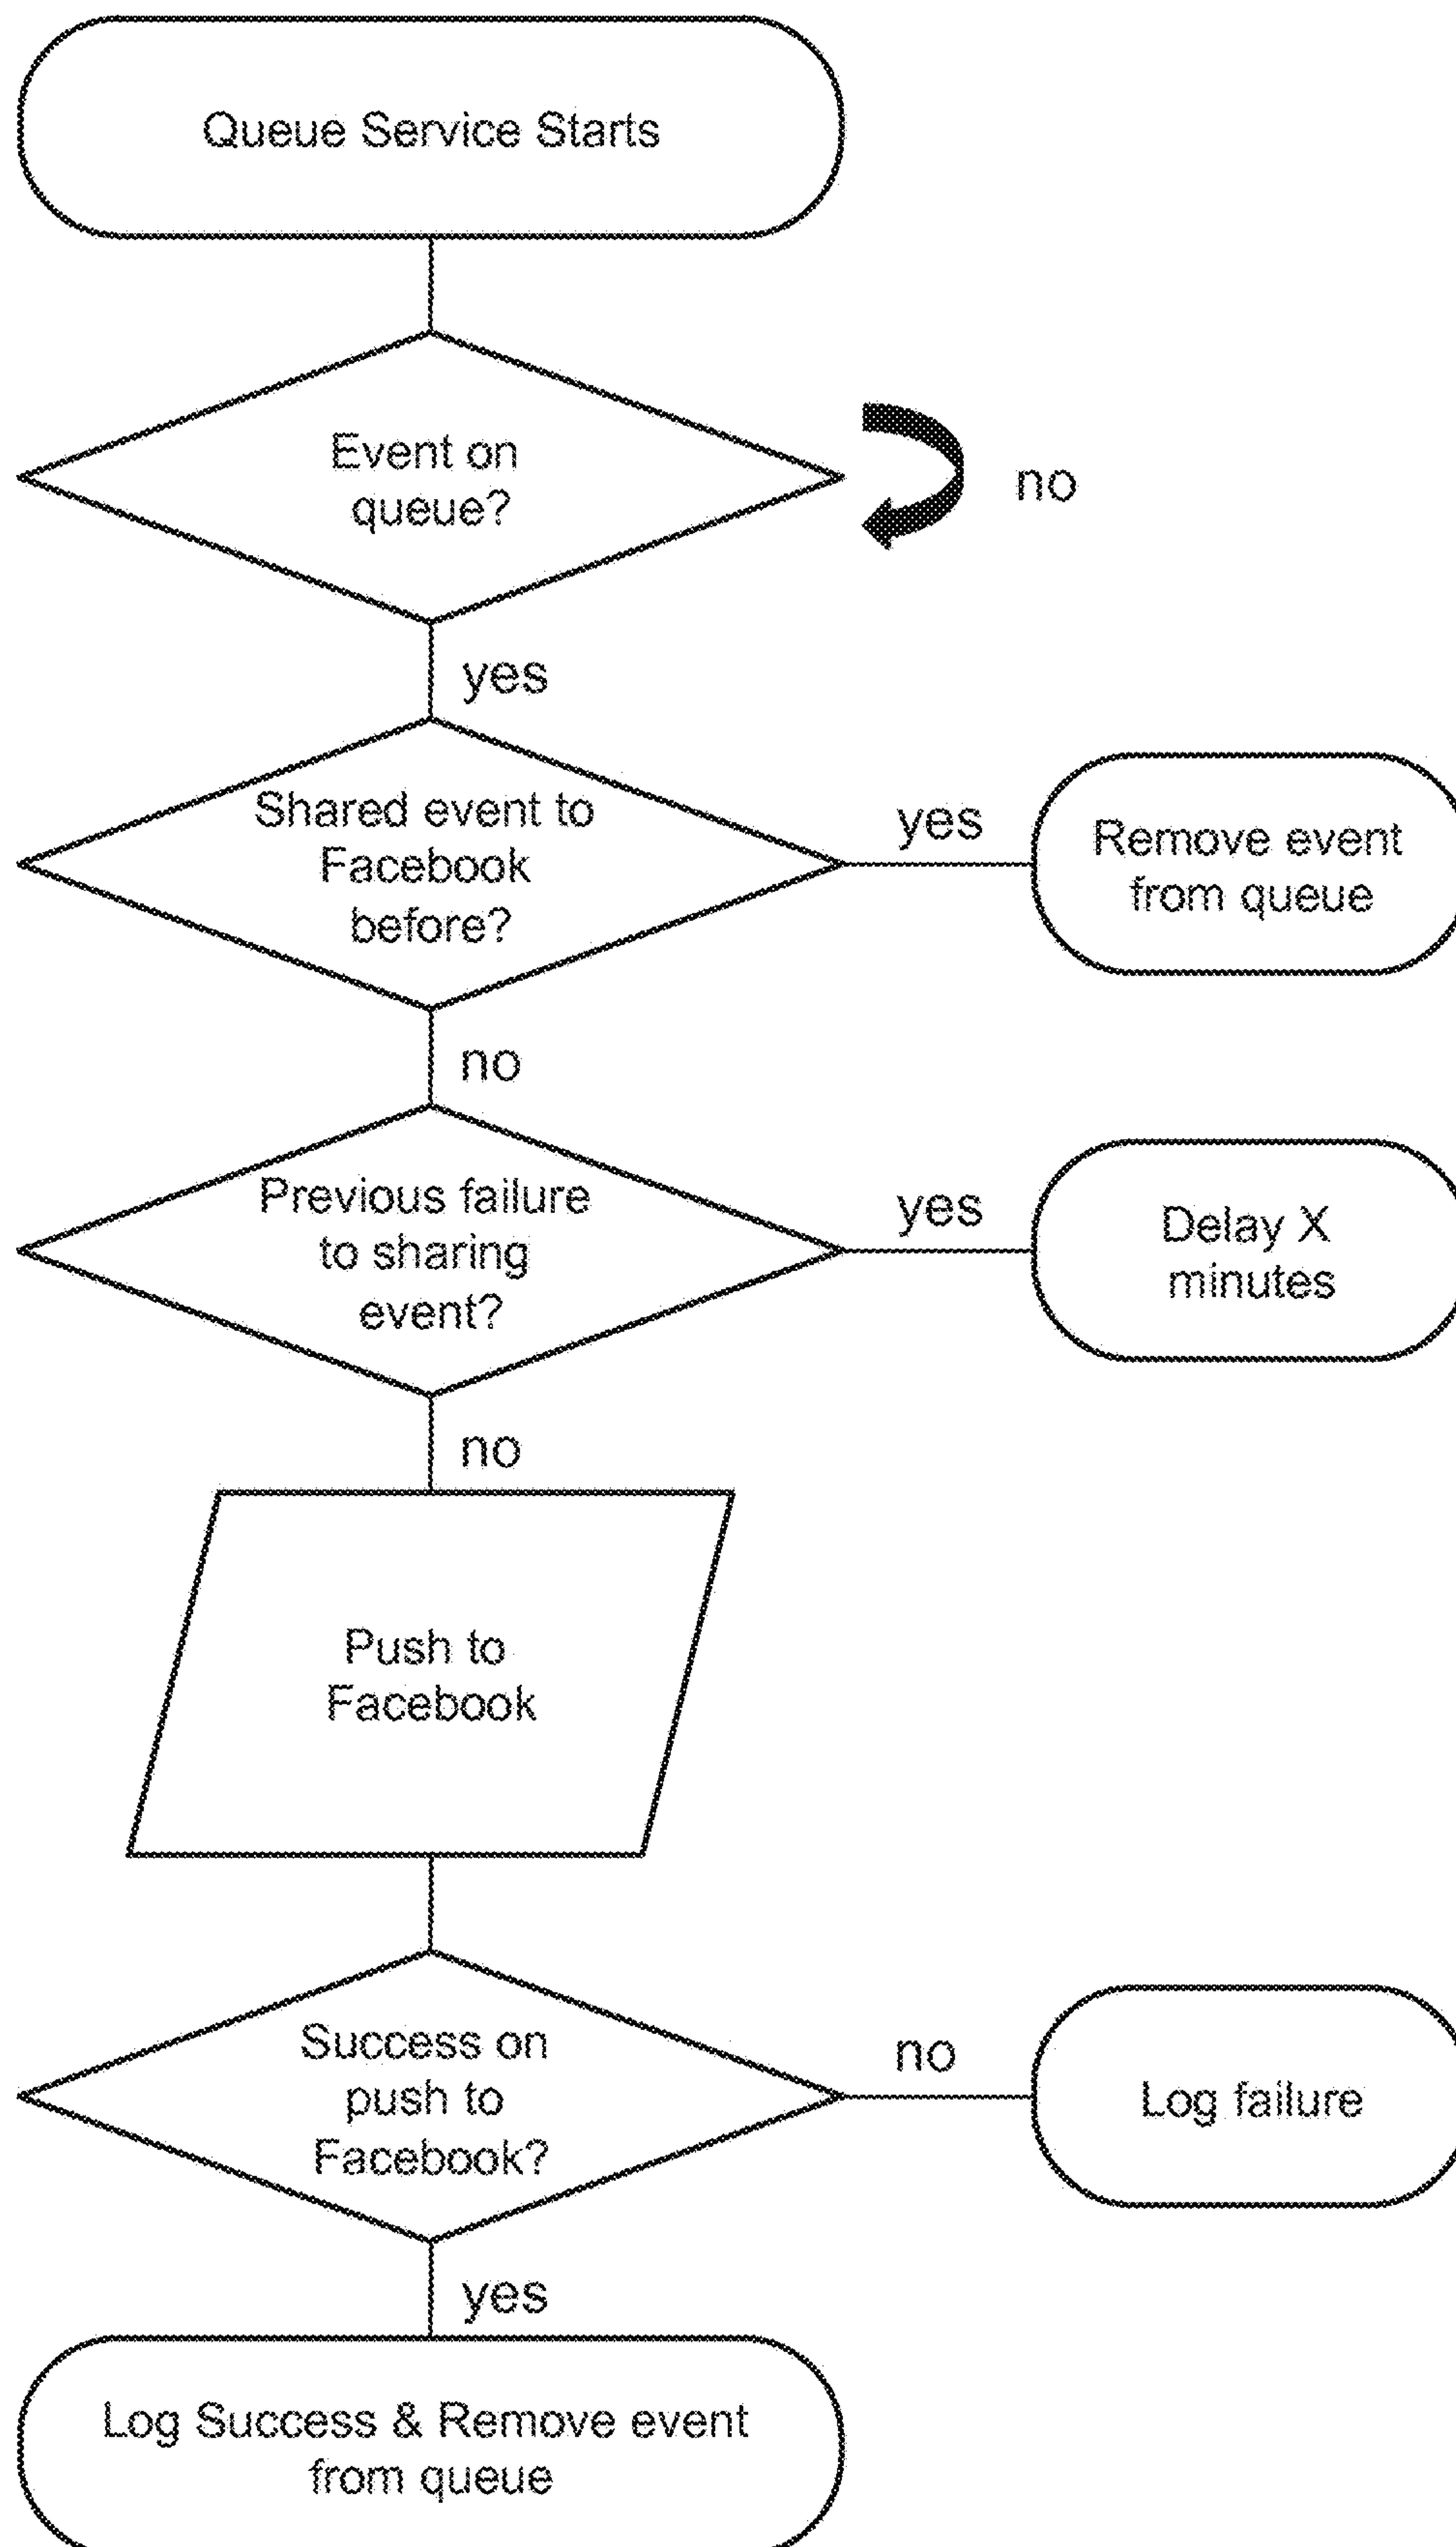 Queue Service Starts
Event on
queue?
no
yes
Shared event to
Facebook
before?
yes
Remove event
from queue
no
Previous failure
to sharing
event?
yes
Delay X
minutes
no
Push to
Facebook
Success on
push to
Facebook?
no
Log failure
yes
Log Success & Remove event
from queue